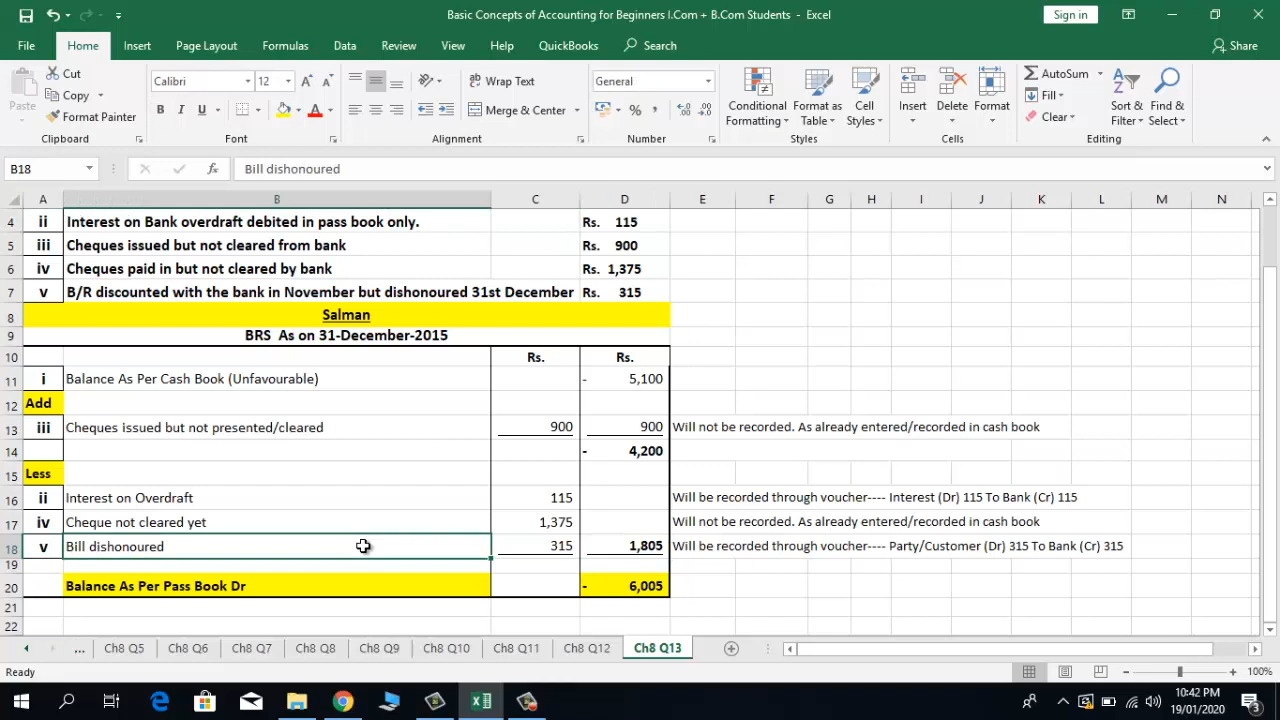 Basic Concepts of Accounting for Beginners I.Com + B.Com Students - Excel
Sign in
File Home Insert Page Layout Formulas Data Review View Help QuickBooks Search Share
Paste
Cut
Copy
Format Painter
Clipboard
Calibri 12
B I U
Font
Wrap Text
Merge & Center
Alignment
General
Number
Conditional Formatting
Format as Table
Cell Styles
Styles
Insert
Delete
Format
Cells
AutoSum
Fill
Clear
Sort & Filter
Find & Select
Editing
B18 fx Bill dishonoured
A B C D E F G H I J K L M N
4 ii Interest on Bank overdraft debited in pass book only. Rs. 115
5 iii Cheques issued but not cleared from bank Rs. 900
6 iv Cheques paid in but not cleared by bank Rs. 1,375
7 v B/R discounted with the bank in November but dishonoured 31st December Rs. 315
8 Salman
9 BRS As on 31-December-2015
10 Rs. Rs.
11 i Balance As Per Cash Book (Unfavourable) - 5,100
12 Add
13 iii Cheques issued but not presented/cleared 900 900 Will not be recorded. As already entered/recorded in cash book
14 - 4,200
15 Less
16 ii Interest on Overdraft 115 Will be recorded through voucher---- Interest (Dr) 115 To Bank (Cr) 115
17 iv Cheque not cleared yet 1,375 Will not be recorded. As already entered/recorded in cash book
18 v Bill dishonoured 315 1,805 Will be recorded through voucher---- Party/Customer (Dr) 315 To Bank (Cr) 315
19
20 Balance As Per Pass Book Dr - 6,005
21
22
... Ch8 Q5 Ch8 Q6 Ch8 Q7 Ch8 Q8 Ch8 Q9 Ch8 Q10 Ch8 Q11 Ch8 Q12 Ch8 Q13
Ready 100%
10:42 PM
19/01/2020
3